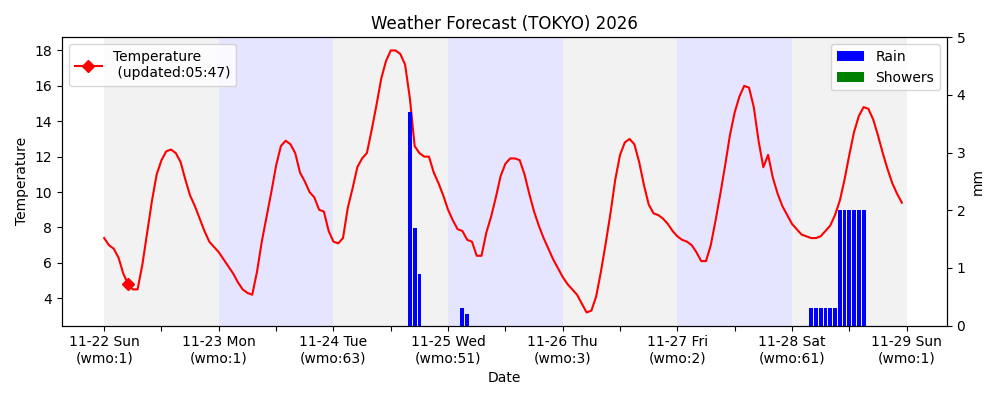 Weather Forecast (TOKYO) 2026
Temperature
(updated:05:47)
Rain
Showers
Temperature
18
16
14
12
10
8
6
4
5
4
3
2
1
0
mm
11-22 Sun
(wmo:1)
11-23 Mon
(wmo:1)
11-24 Tue
(wmo:63)
11-25 Wed
(wmo:51)
11-26 Thu
(wmo:3)
11-27 Fri
(wmo:2)
11-28 Sat
(wmo:61)
11-29 Sun
(wmo:1)
Date